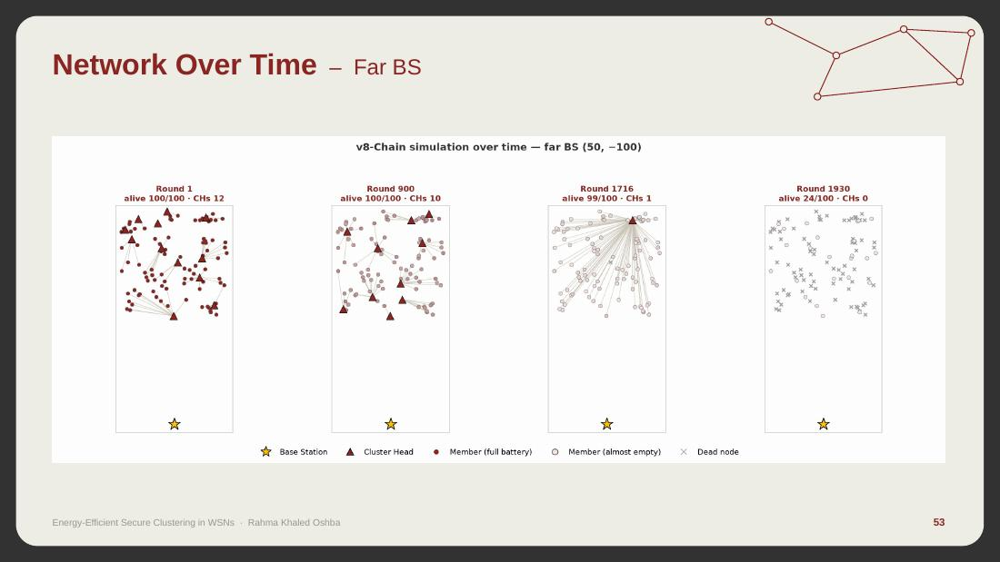 Network Over Time – Far BS
v8-Chain simulation over time — far BS (50, −100)
Round 1
alive 100/100 · CHs 12
Round 900
alive 100/100 · CHs 10
Round 1716
alive 99/100 · CHs 1
Round 1930
alive 24/100 · CHs 0
Base Station
Cluster Head
Member (full battery)
Member (almost empty)
Dead node
Energy-Efficient Secure Clustering in WSNs · Rahma Khaled Oshba
53